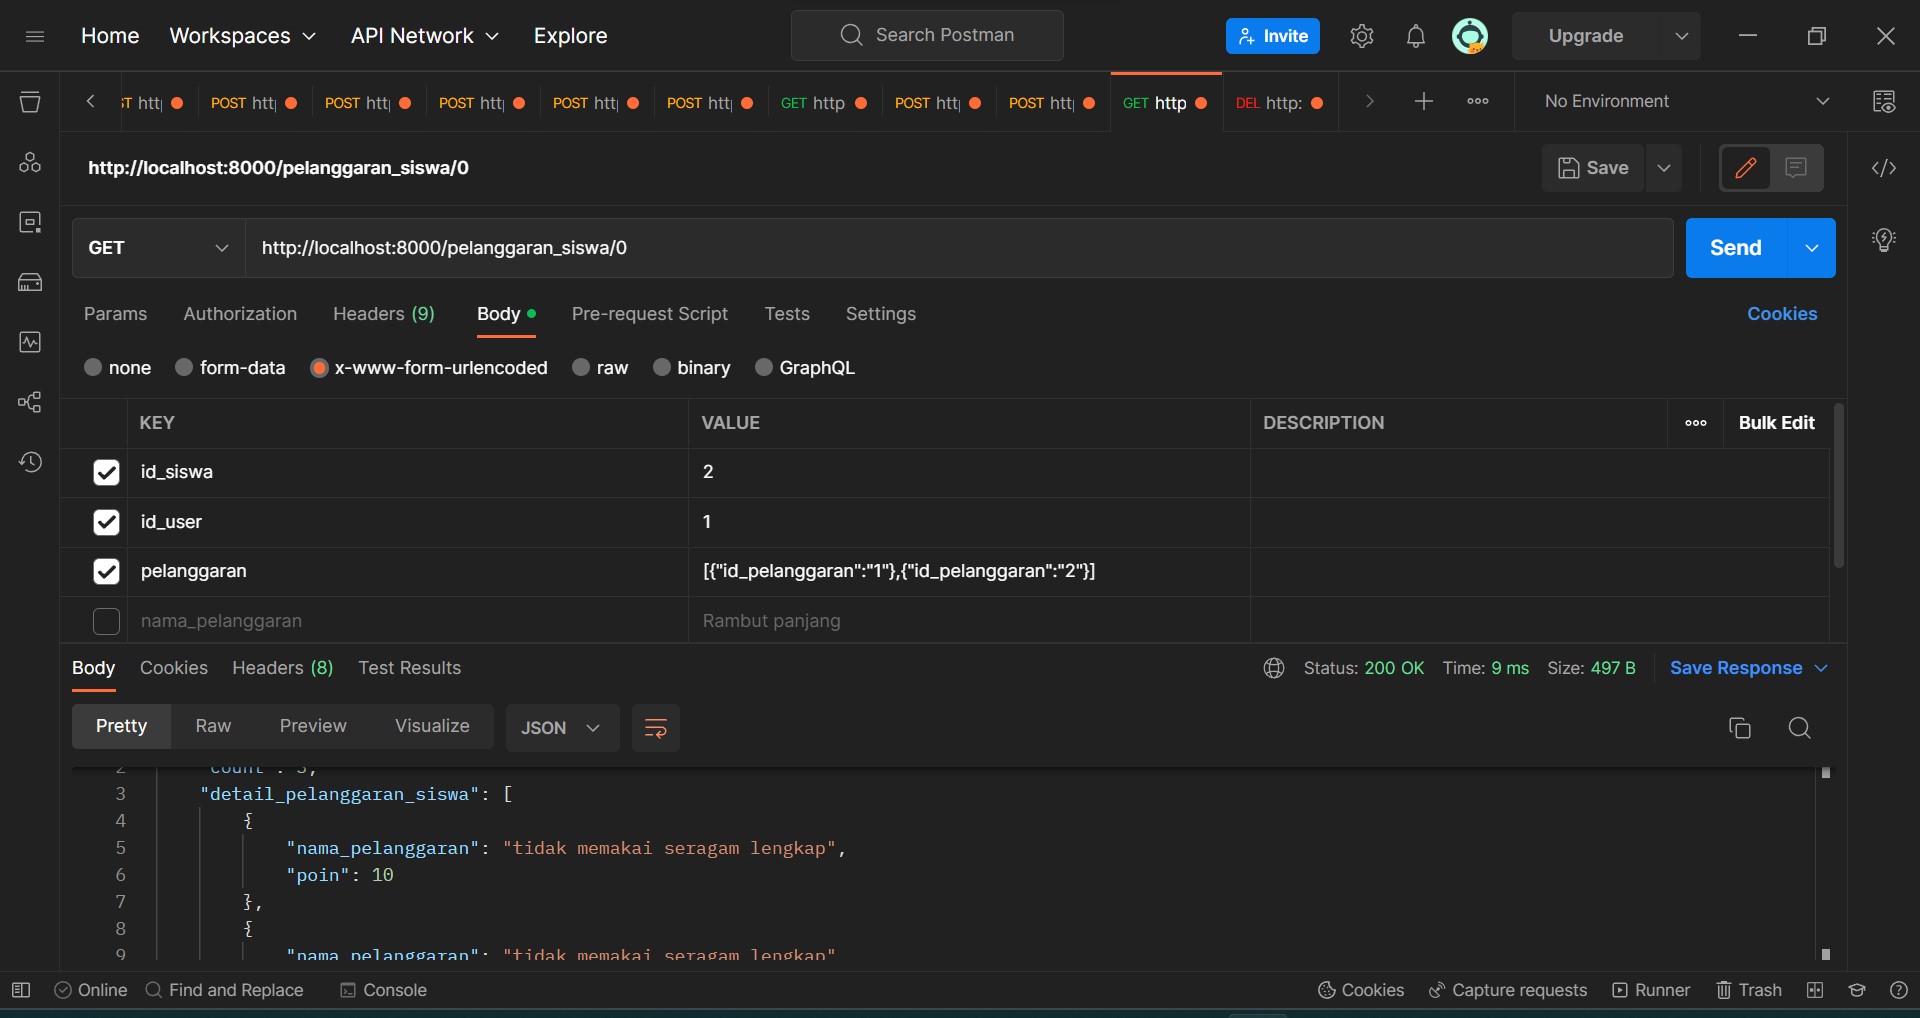 Home Workspaces API Network Explore Search Postman Invite Upgrade
ST htt POST htt POST htt POST htt POST htt POST htt GET http POST htt POST htt GET http DEL http: No Environment
http://localhost:8000/pelanggaran_siswa/0 Save
GET http://localhost:8000/pelanggaran_siswa/0 Send
Params Authorization Headers (9) Body Pre-request Script Tests Settings Cookies
none form-data x-www-form-urlencoded raw binary GraphQL
KEY VALUE DESCRIPTION Bulk Edit
id_siswa 2
id_user 1
pelanggaran [{"id_pelanggaran":"1"},{"id_pelanggaran":"2"}]
nama_pelanggaran Rambut panjang
Body Cookies Headers (8) Test Results Status: 200 OK Time: 9 ms Size: 497 B Save Response
Pretty Raw Preview Visualize JSON
2 "count": 3,
3 "detail_pelanggaran_siswa": [
4 {
5 "nama_pelanggaran": "tidak memakai seragam lengkap",
6 "poin": 10
7 },
8 {
9 "nama_pelanggaran": "tidak memakai seragam lengkap"
Online Find and Replace Console Cookies Capture requests Runner Trash